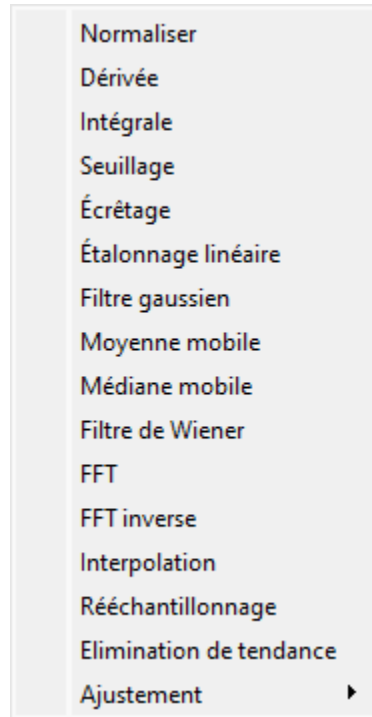 Normaliser
Dérivée
Intégrale
Seuillage
Écrêtage
Étalonnage linéaire
Filtre gaussien
Moyenne mobile
Médiane mobile
Filtre de Wiener
FFT
FFT inverse
Interpolation
Rééchantillonnage
Elimination de tendance
Ajustement